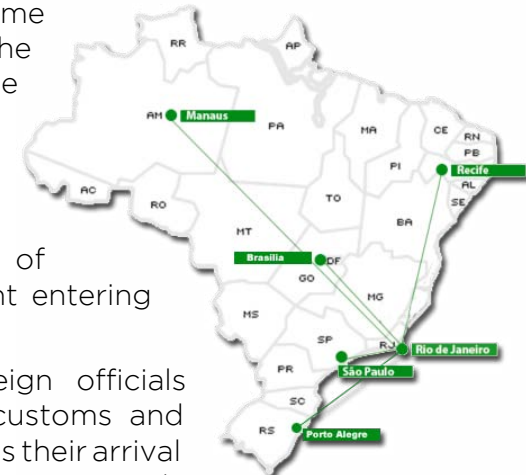 ome
he
e
of
nt entering
eign officials
customs and
s their arrival
RR
AP
AM
Manaus
PA
MA
CE
RN
PB
PI
Recife
AL
SE
AC
RO
TO
BA
MT
Brasilia
DF
GO
MG
MS
SP
RJ
Rio de Janeiro
São Paulo
PR
SC
RS
Porto Alegre